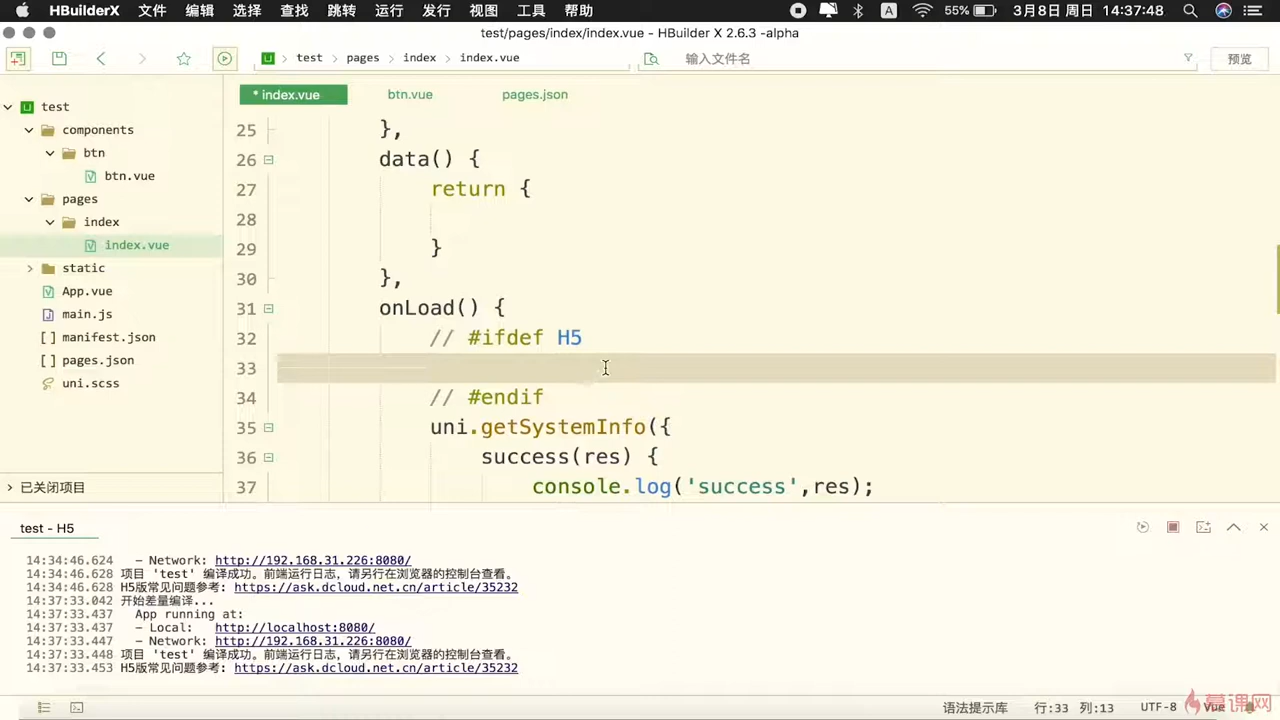 HBuilderX 文件 编辑 选择 查找 跳转 运行 发行 视图 工具 帮助 A 55% 3月8日 周日 14:37:48
test/pages/index/index.vue - HBuilder X 2.6.3 -alpha
test pages index index.vue 输入文件名 预览
* index.vue btn.vue pages.json
test
components
btn
btn.vue
pages
index
index.vue
static
App.vue
main.js
manifest.json
pages.json
uni.scss
已关闭项目
25 },
26 data() {
27 return {
28
29 }
30 },
31 onLoad() {
32 // #ifdef H5
33
34 // #endif
35 uni.getSystemInfo({
36 success(res) {
37 console.log('success',res);
test - H5
14:34:46.624 - Network: http://192.168.31.226:8080/
14:34:46.628 项目 'test' 编译成功。前端运行日志，请另行在浏览器的控制台查看。
14:34:46.628 H5版常见问题参考: https://ask.dcloud.net.cn/article/35232
14:37:33.042 开始差量编译...
14:37:33.437 App running at:
14:37:33.437 - Local: http://localhost:8080/
14:37:33.447 - Network: http://192.168.31.226:8080/
14:37:33.448 项目 'test' 编译成功。前端运行日志，请另行在浏览器的控制台查看。
14:37:33.453 H5版常见问题参考: https://ask.dcloud.net.cn/article/35232
语法提示库 行:33 列:13 UTF-8 Vue
慕课网